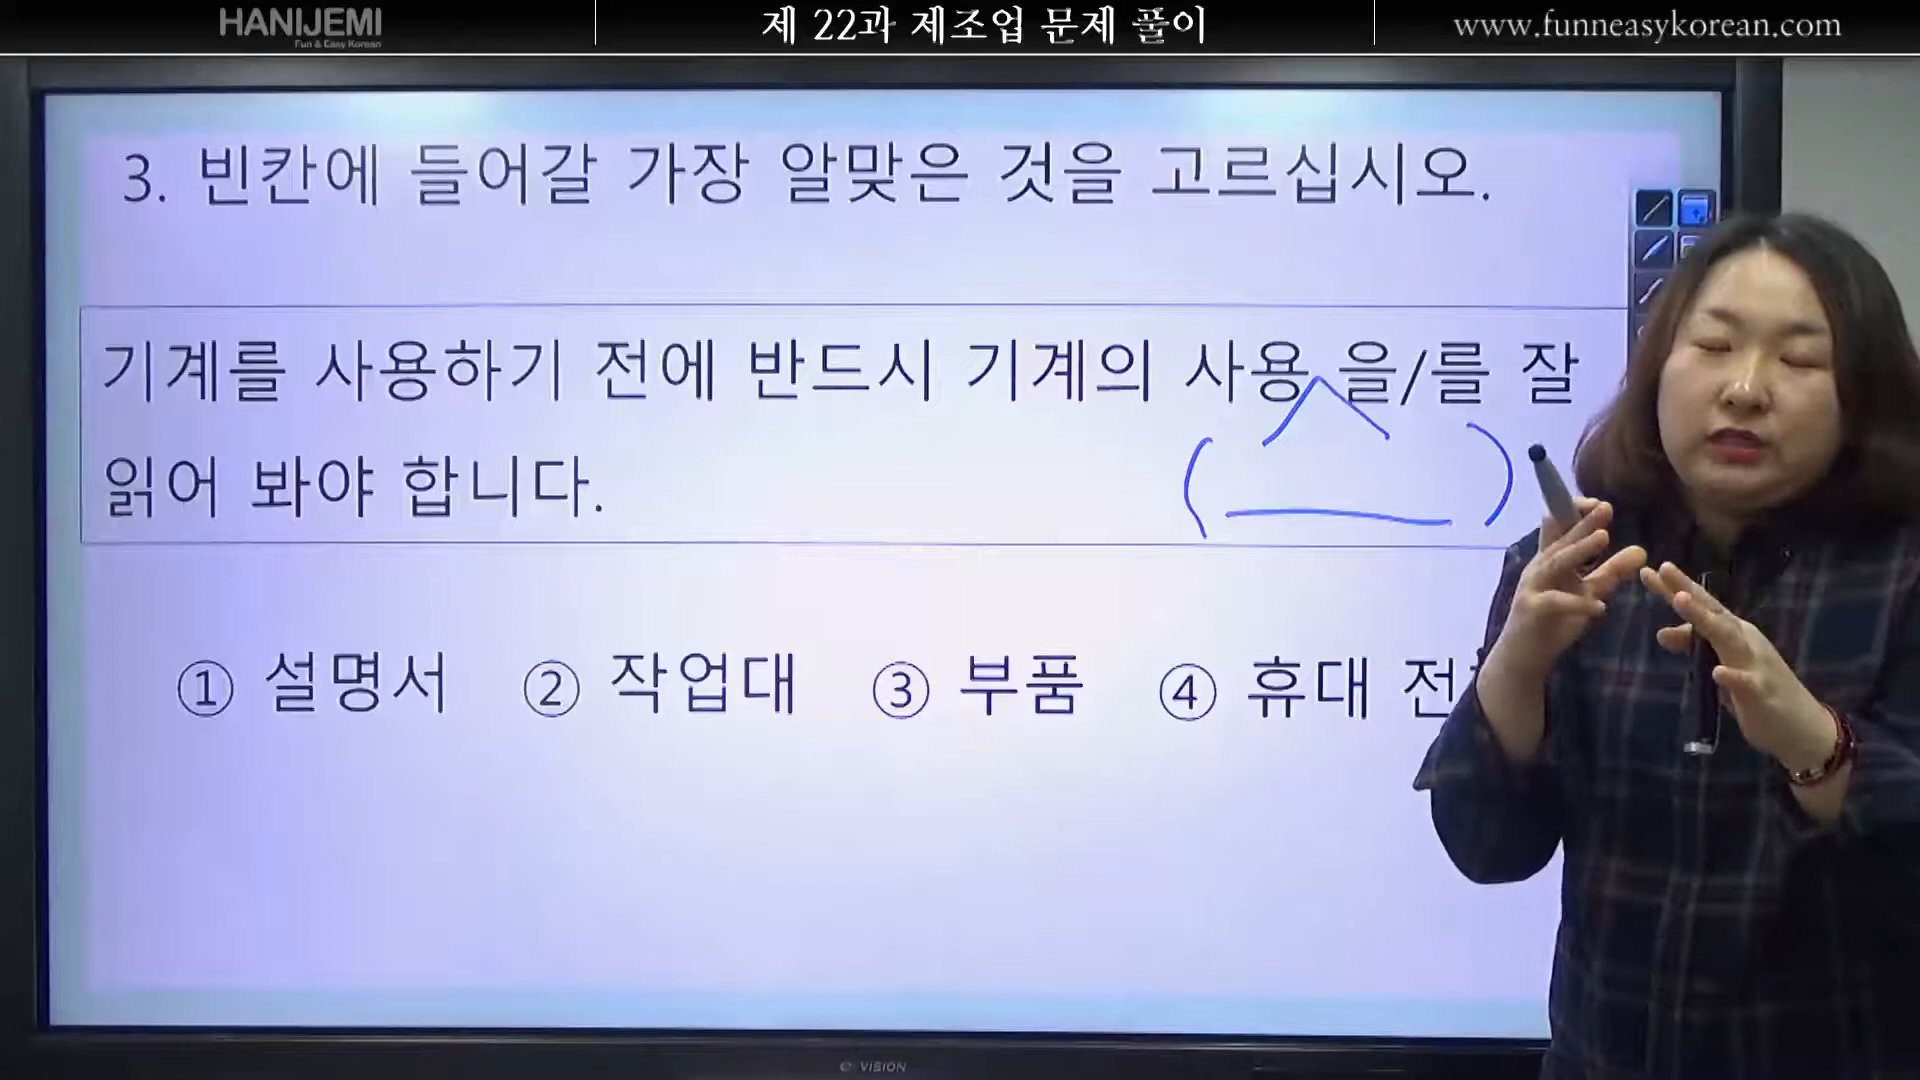 HANIJEMI
Fun & Easy Korean
제 22과 제조업 문제 풀이
www.funneasykorean.com
3. 빈칸에 들어갈 가장 알맞은 것을 고르십시오.
기계를 사용하기 전에 반드시 기계의 사용 을/를 잘
읽어 봐야 합니다.
( )
① 설명서 ② 작업대 ③ 부품 ④ 휴대
e VISION